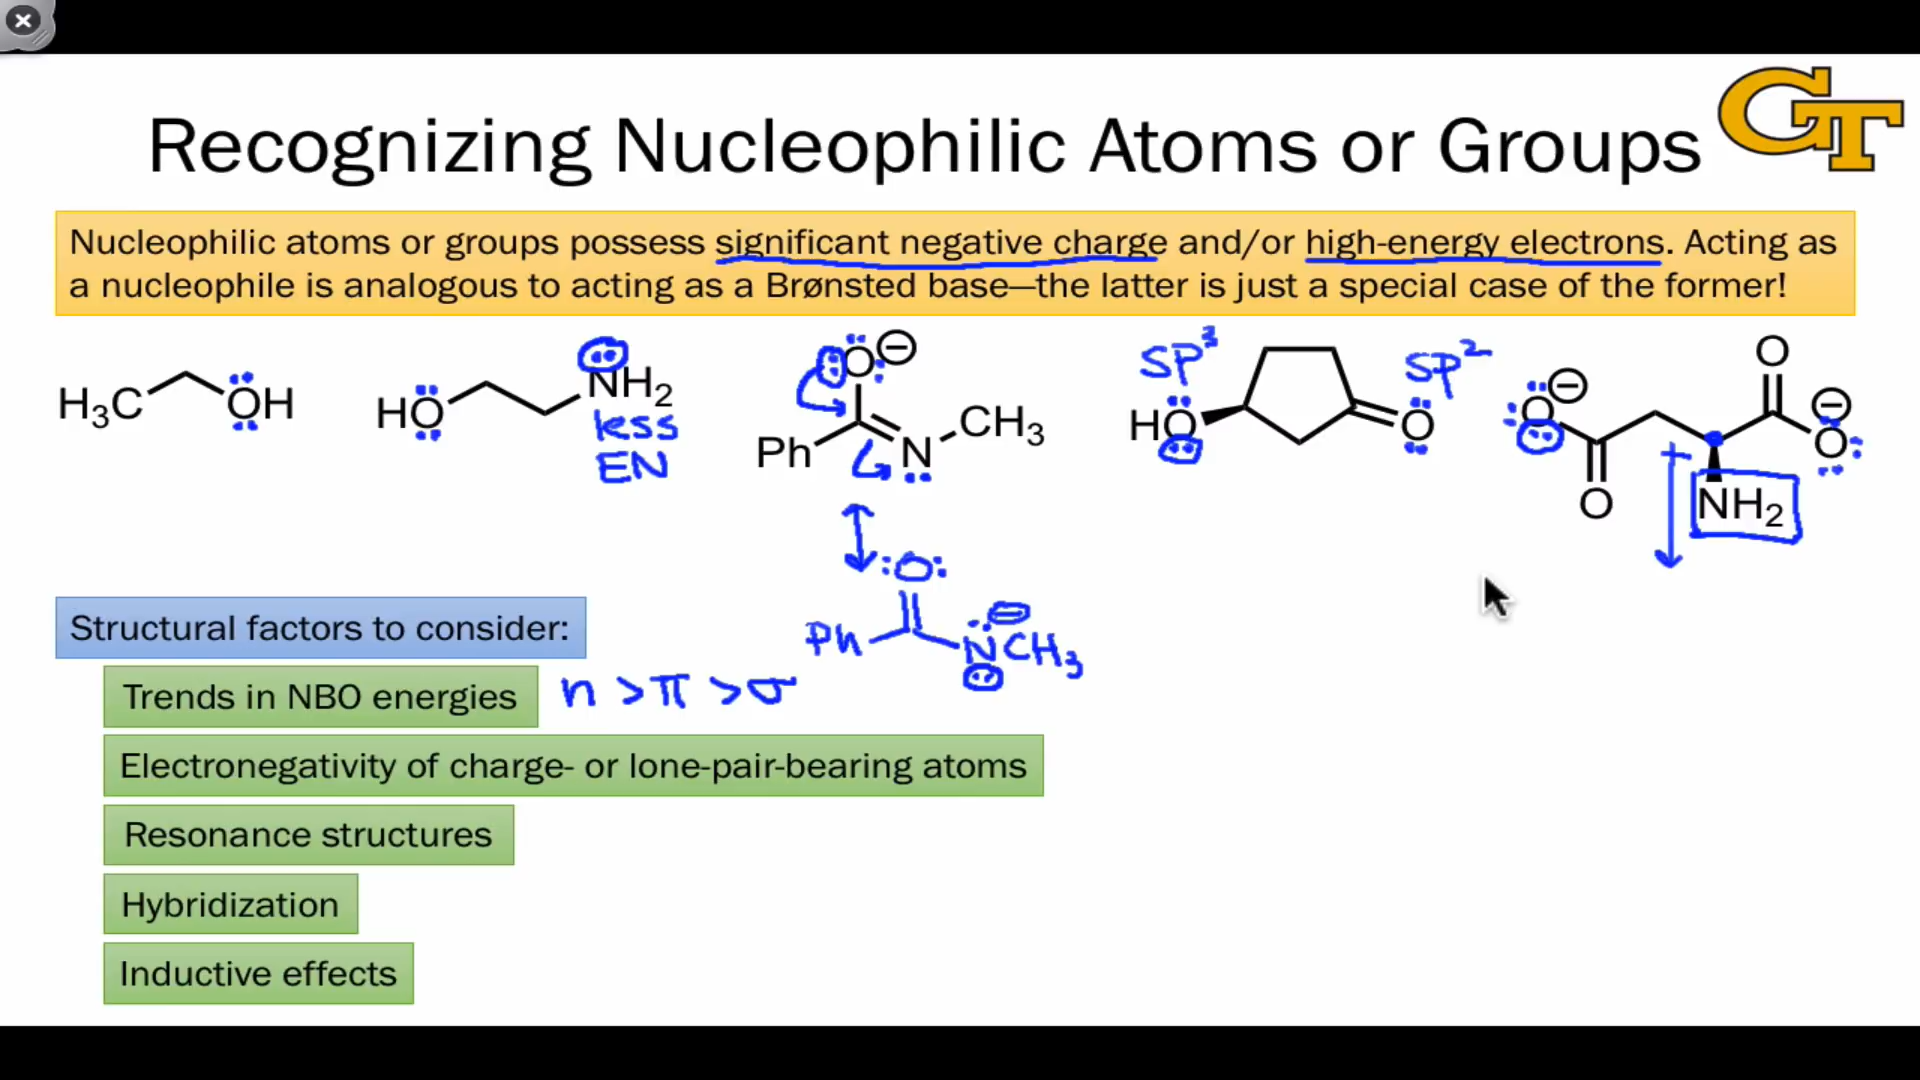 Recognizing Nucleophilic Atoms or Groups
GT
Nucleophilic atoms or groups possess significant negative charge and/or high-energy electrons. Acting as
a nucleophile is analogous to acting as a Brønsted base—the latter is just a special case of the former!
H₃C OH
HO NH₂
less
EN
O⊖
Ph N CH₃
:O:
Ph N⊖ CH₃
sp³ sp²
HO O
⊖ O O NH₂ O O ⊖
Structural factors to consider:
Trends in NBO energies n > π > σ
Electronegativity of charge- or lone-pair-bearing atoms
Resonance structures
Hybridization
Inductive effects